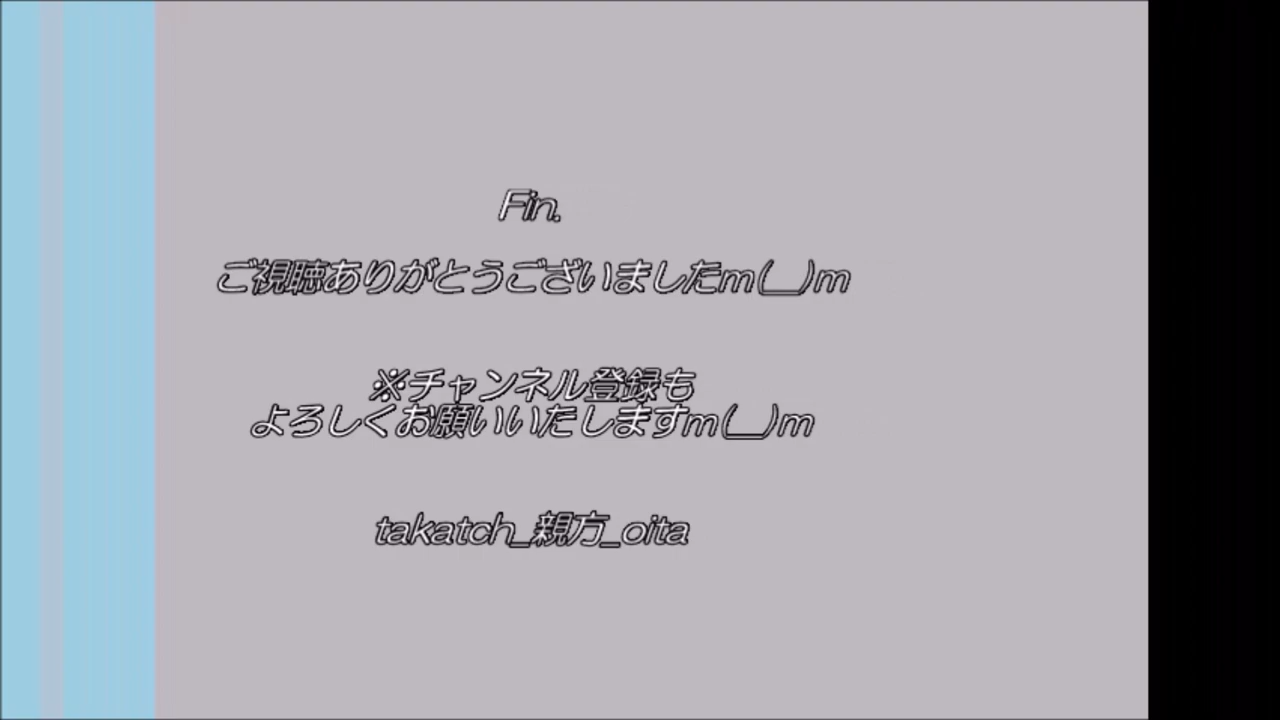 Fin.
ご視聴ありがとうございましたm(__)m
※チャンネル登録も
よろしくお願いいたしますm(__)m
takatch_親方_oita